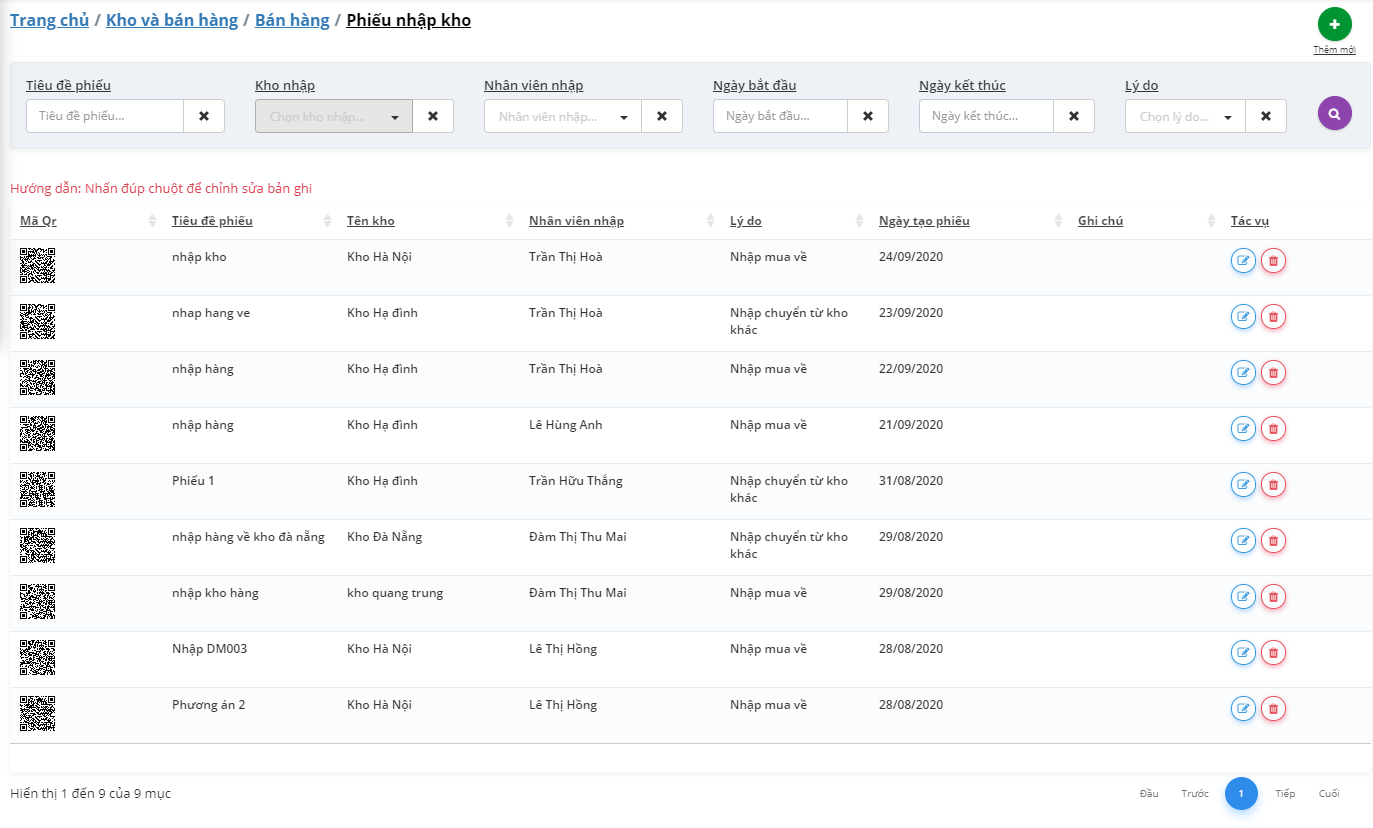 Trang chủ / Kho và bán hàng / Bán hàng / Phiếu nhập kho
Thêm mới
Tiêu đề phiếu Kho nhập Nhân viên nhập Ngày bắt đầu Ngày kết thúc Lý do
Tiêu đề phiếu... Chọn kho nhập... Nhân viên nhập... Ngày bắt đầu... Ngày kết thúc... Chọn lý do...
Hướng dẫn: Nhấn đúp chuột để chỉnh sửa bản ghi
Mã Qr Tiêu đề phiếu Tên kho Nhân viên nhập Lý do Ngày tạo phiếu Ghi chú Tác vụ
nhập kho Kho Hà Nội Trần Thị Hoà Nhập mua về 24/09/2020
nhap hang ve Kho Hạ đình Trần Thị Hoà Nhập chuyển từ kho 23/09/2020
khác
nhập hàng Kho Hạ đình Trần Thị Hoà Nhập mua về 22/09/2020
nhập hàng Kho Hạ đình Lê Hùng Anh Nhập mua về 21/09/2020
Phiếu 1 Kho Hạ đình Trần Hữu Thắng Nhập chuyển từ kho 31/08/2020
khác
nhập hàng về kho đà nẵng Kho Đà Nẵng Đàm Thị Thu Mai Nhập chuyển từ kho 29/08/2020
khác
nhập kho hàng kho quang trung Đàm Thị Thu Mai Nhập mua về 29/08/2020
Nhập DM003 Kho Hà Nội Lê Thị Hồng Nhập mua về 28/08/2020
Phương án 2 Kho Hà Nội Lê Thị Hồng Nhập mua về 28/08/2020
Hiển thị 1 đến 9 của 9 mục Đầu Trước 1 Tiếp Cuối